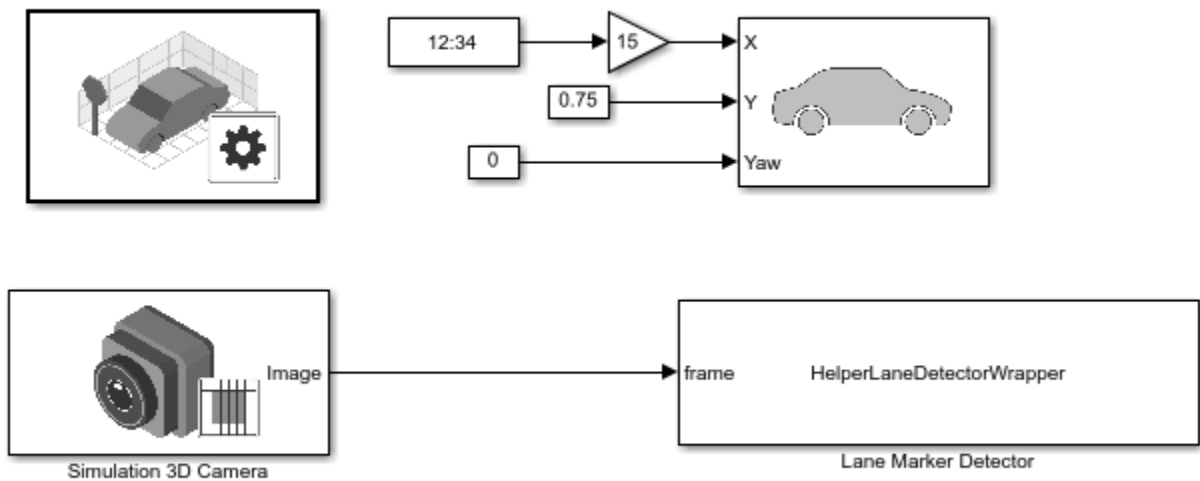 12:34
15
X
0.75
Y
0
Yaw
Image
frame
HelperLaneDetectorWrapper
Simulation 3D Camera
Lane Marker Detector